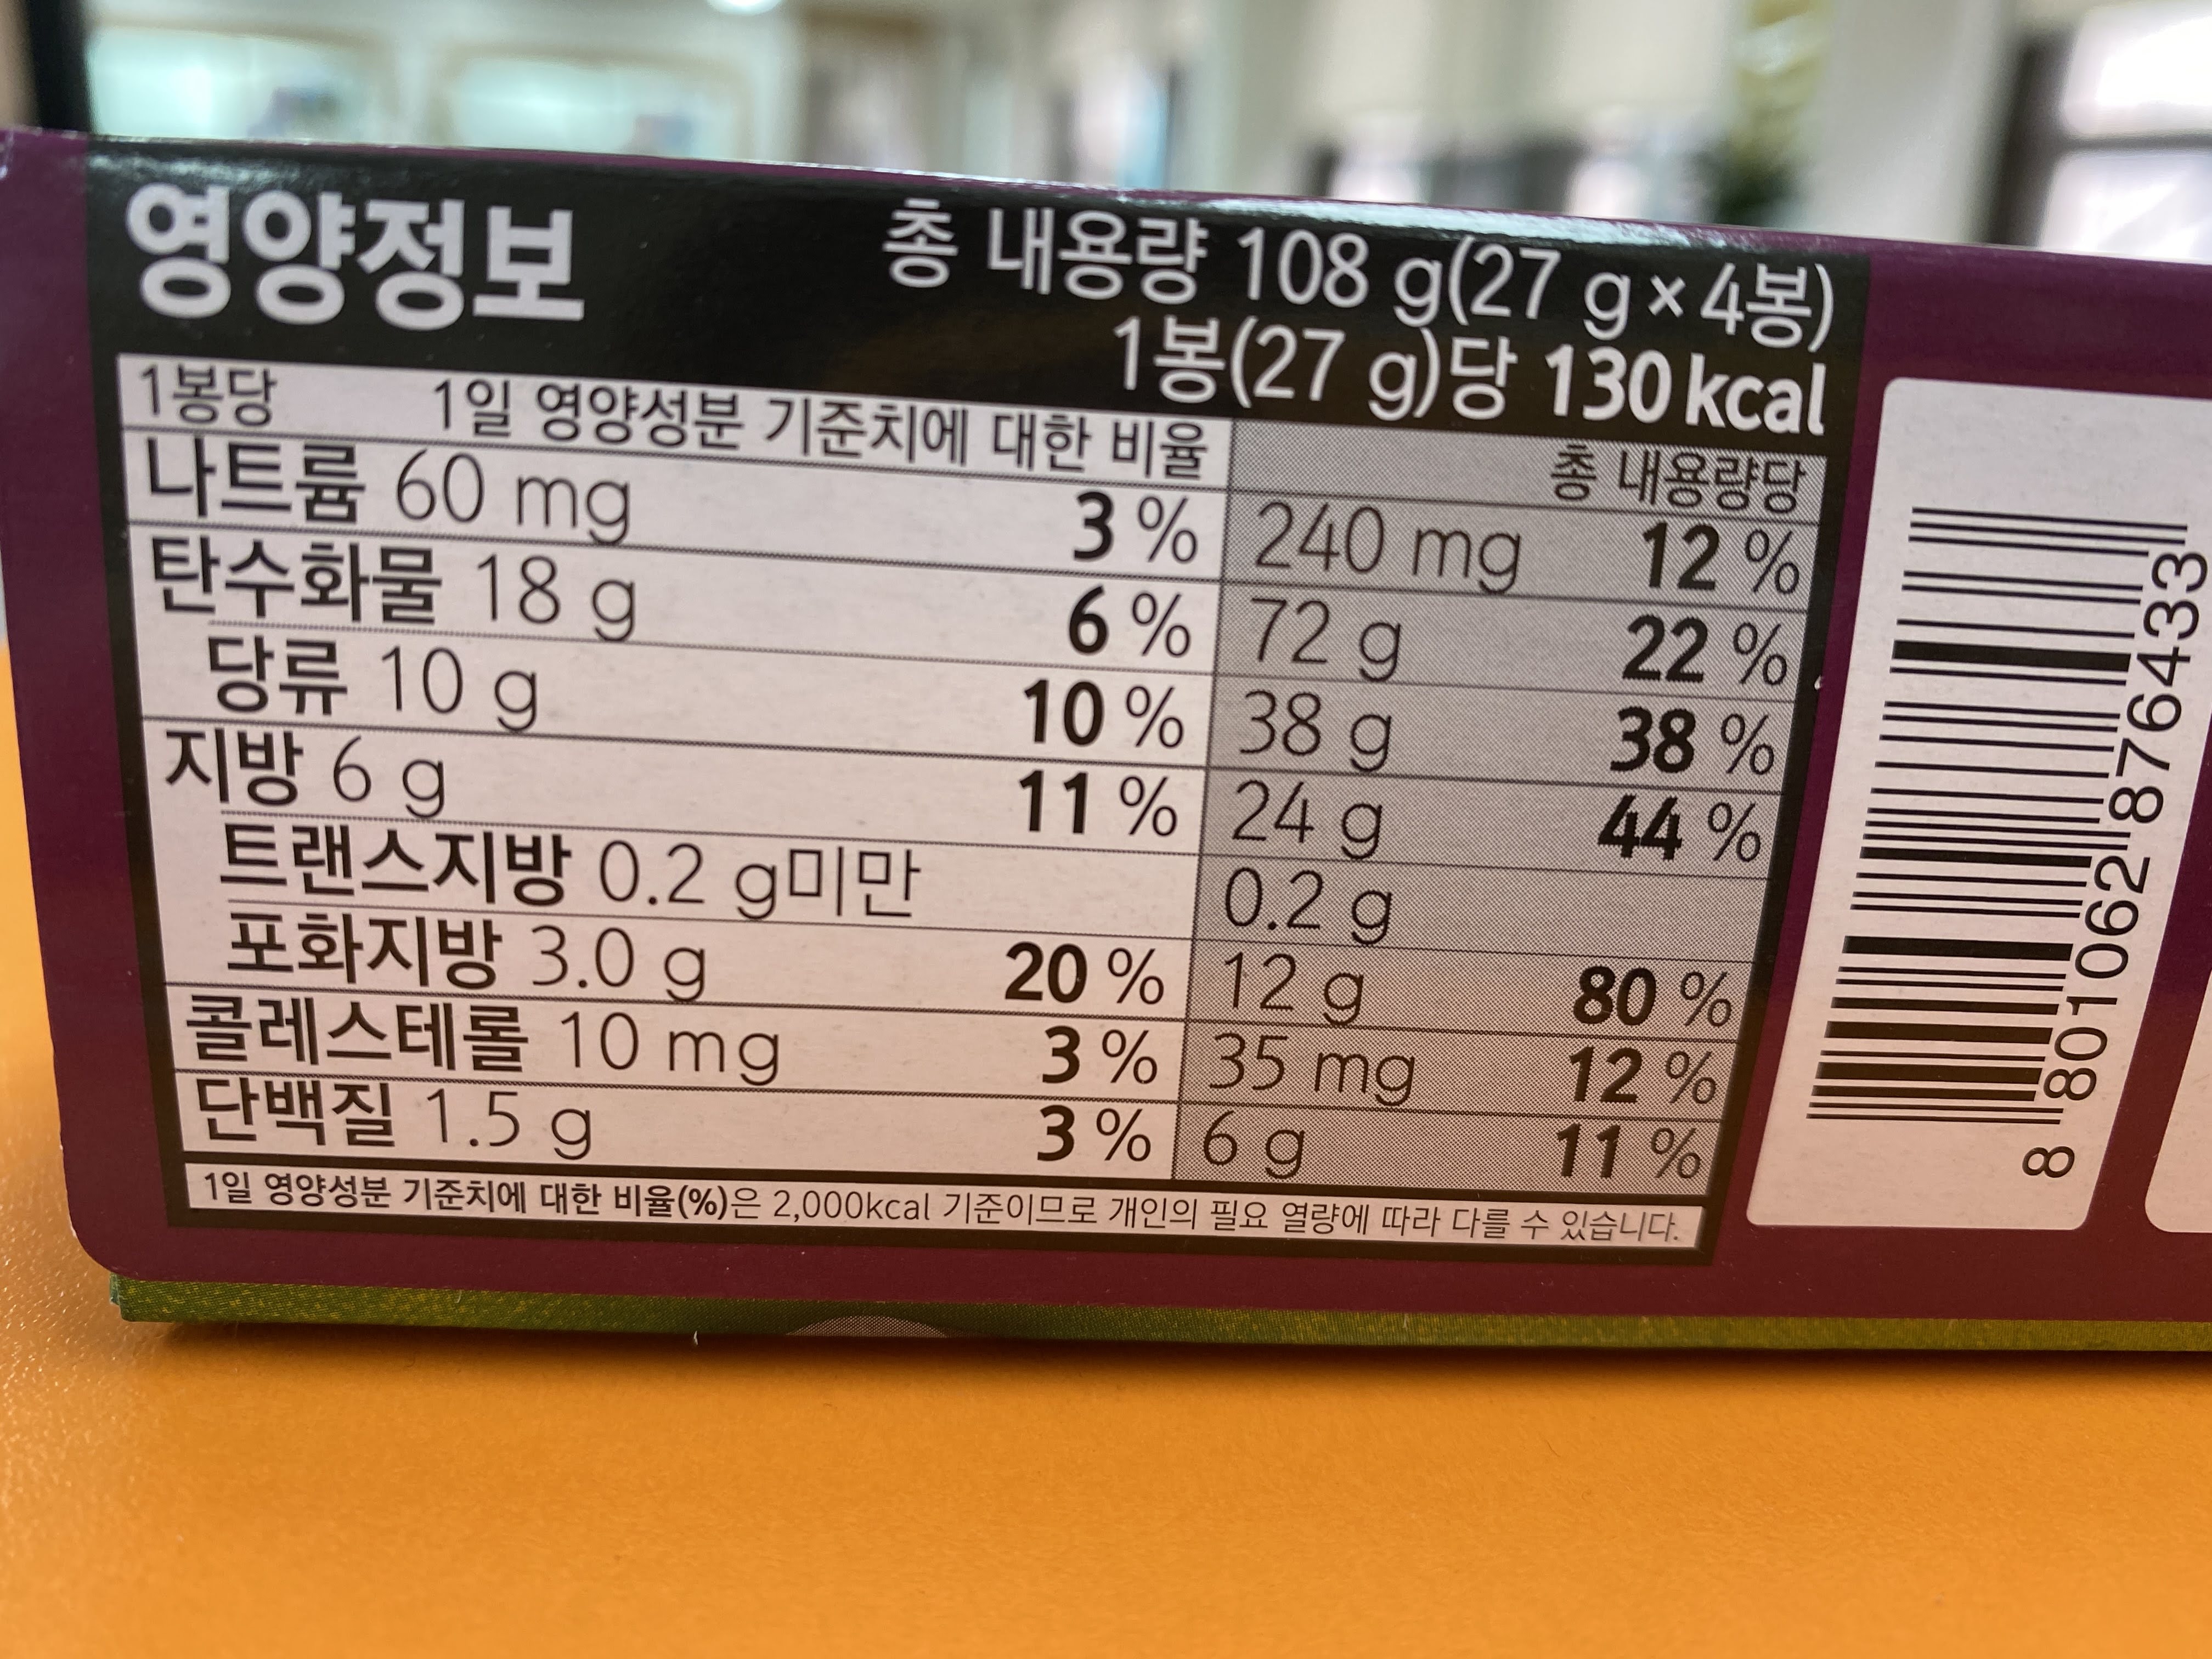 영양정보
총 내용량 108 g(27 g×4봉)
1봉(27 g)당 130 kcal
1봉당 1일 영양성분 기준치에 대한 비율 총 내용량당
나트륨 60 mg 3 % 240 mg 12 %
탄수화물 18 g 6 % 72 g 22 %
당류 10 g 10 % 38 g 38 %
지방 6 g 11 % 24 g 44 %
트랜스지방 0.2 g미만 0.2 g
포화지방 3.0 g 20 % 12 g 80 %
콜레스테롤 10 mg 3 % 35 mg 12 %
단백질 1.5 g 3 % 6 g 11 %
1일 영양성분 기준치에 대한 비율(%)은 2,000kcal 기준이므로 개인의 필요 열량에 따라 다를 수 있습니다.
8 801062 876433